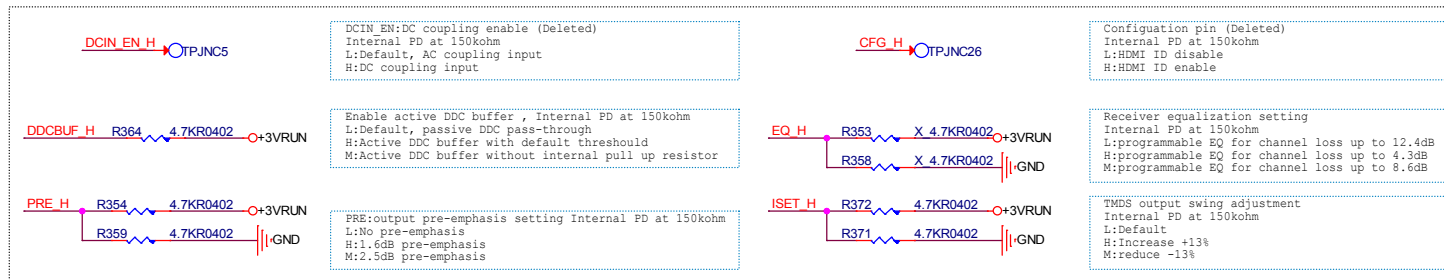 DCIN_EN_H TPJNC5
DCIN_EN:DC coupling enable (Deleted)
Internal PD at 150kohm
L:Default, AC coupling input
H:DC coupling input
CFG_H TPJNC26
Configuation pin (Deleted)
Internal PD at 150kohm
L:HDMI ID disable
H:HDMI ID enable
DDCBUF_H R364 4.7KR0402 +3VRUN
Enable active DDC buffer , Internal PD at 150kohm
L:Default, passive DDC pass-through
H:Active DDC buffer with default threshould
M:Active DDC buffer without internal pull up resistor
EQ_H R353 X_4.7KR0402 +3VRUN
R358 X_4.7KR0402 GND
Receiver equalization setting
Internal PD at 150kohm
L:programmable EQ for channel loss up to 12.4dB
H:programmable EQ for channel loss up to 4.3dB
M:programmable EQ for channel loss up to 8.6dB
PRE_H R354 4.7KR0402 +3VRUN
R359 4.7KR0402 GND
PRE:output pre-emphasis setting Internal PD at 150kohm
L:No pre-emphasis
H:1.6dB pre-emphasis
M:2.5dB pre-emphasis
ISET_H R372 4.7KR0402 +3VRUN
R371 4.7KR0402 GND
TMDS output swing adjustment
Internal PD at 150kohm
L:Default
H:Increase +13%
M:reduce -13%